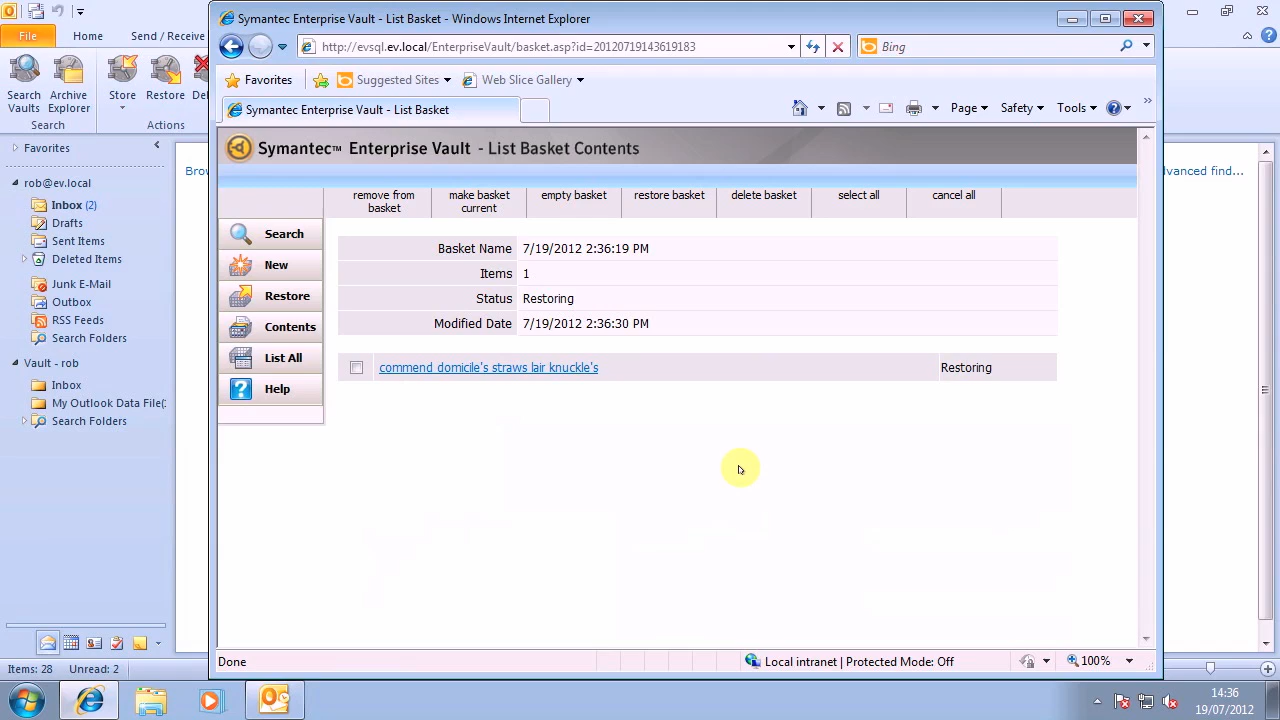 Symantec Enterprise Vault - List Basket - Windows Internet Explorer
File Home Send / Receive
http://evsql.ev.local/EnterpriseVault/basket.asp?id=20120719143619183
Bing
Favorites Suggested Sites Web Slice Gallery
Search Vaults
Archive Explorer
Store
Restore
Symantec Enterprise Vault - List Basket
Page Safety Tools
Search Actions
Favorites
Symantec™ Enterprise Vault - List Basket Contents
rob@ev.local
Inbox (2)
Drafts
Sent Items
Deleted Items
Junk E-Mail
Outbox
RSS Feeds
Search Folders
Vault - rob
Inbox
My Outlook Data File(
Search Folders
remove from basket
make basket current
empty basket
restore basket
delete basket
select all
cancel all
Search
New
Restore
Contents
List All
Help
Basket Name 7/19/2012 2:36:19 PM
Items 1
Status Restoring
Modified Date 7/19/2012 2:36:30 PM
commend domicile's straws lair knuckle's Restoring
find...
Done
Local intranet | Protected Mode: Off
100%
Items: 28 Unread: 2
14:36
19/07/2012